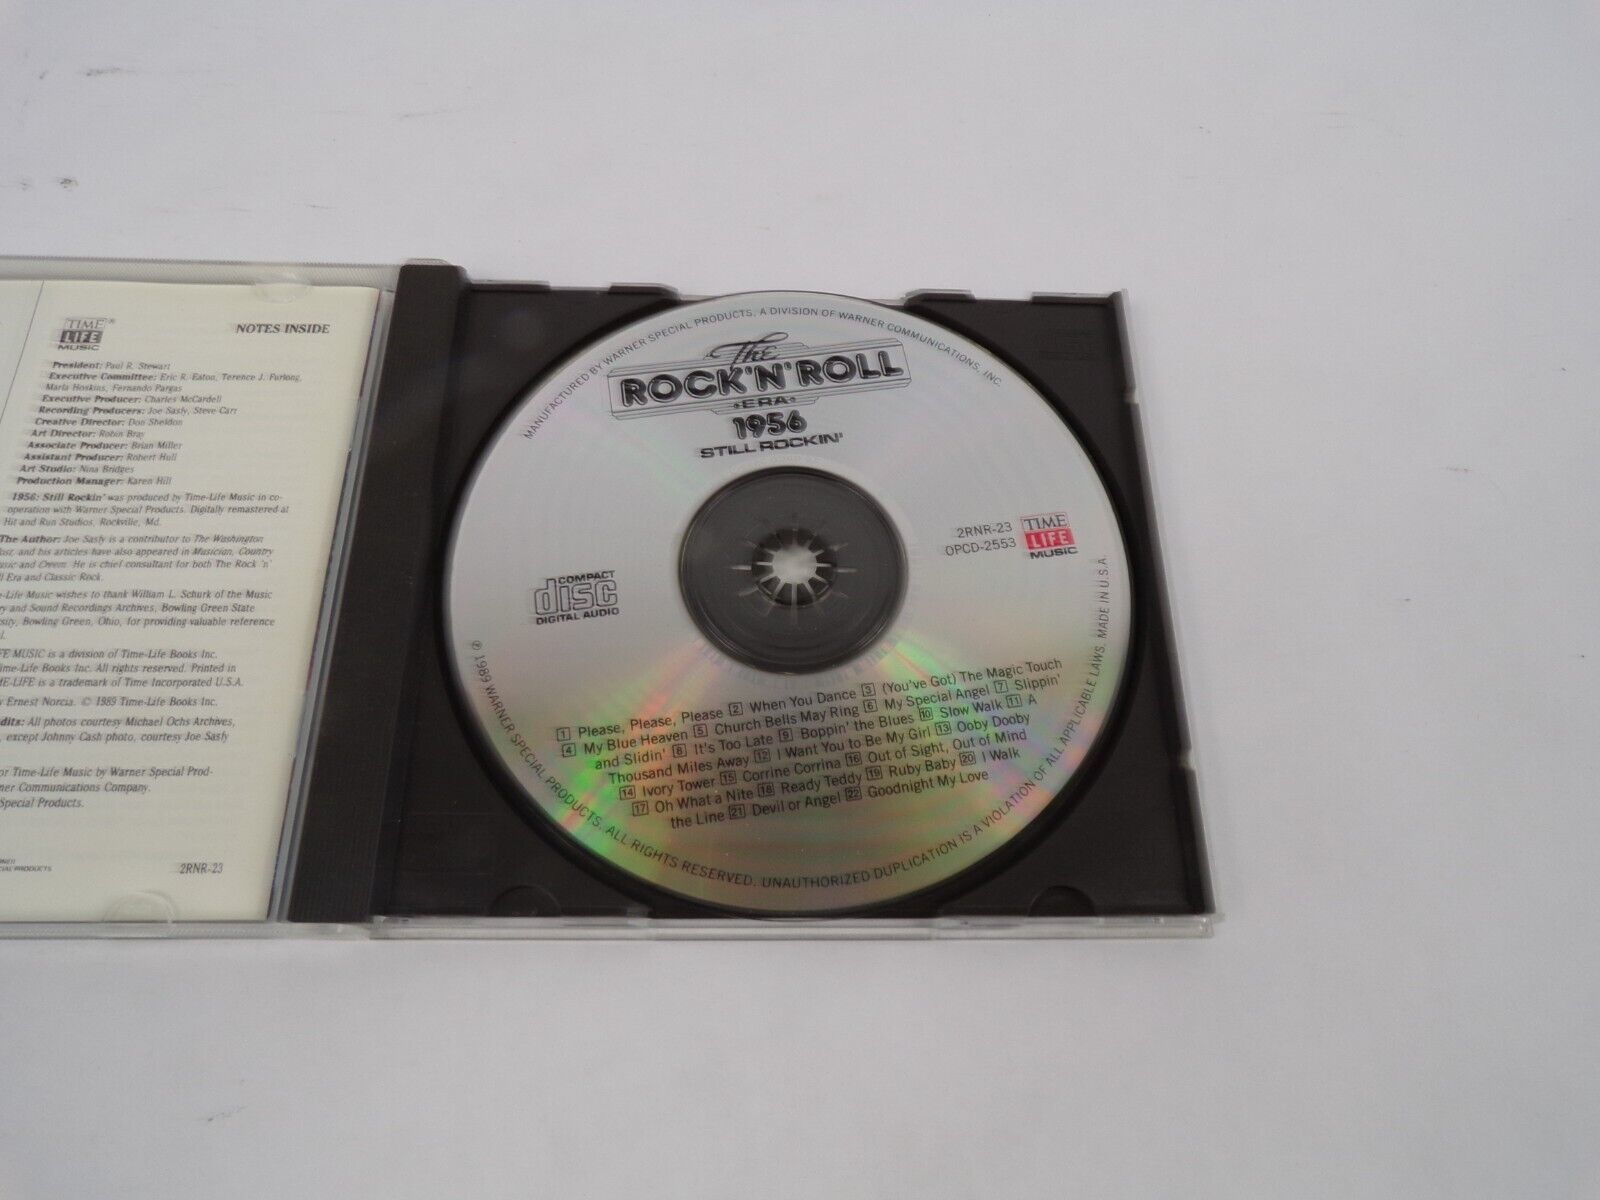 TIME ®
LIFE
MUSIC
NOTES INSIDE
President: Paul R. Stewart
Executive Committee: Eric R. Eaton, Terence J. Furlong,
Marla Hoskins, Fernando Pargas
Executive Producer: Charles McCardell
Recording Producers: Joe Sasfy, Steve Carr
Creative Director: Don Sheldon
Art Director: Robin Bray
Associate Producer: Brian Miller
Assistant Producer: Robert Hull
Art Studio: Nina Bridges
Production Manager: Karen Hill
1956: Still Rockin' was produced by Time-Life Music in co-
operation with Warner Special Products. Digitally remastered at
Hit and Run Studios, Rockville, Md.
The Author: Joe Sasfy is a contributor to The Washington
and his articles have also appeared in Musician, Country
and Creem. He is chief consultant for both The Rock 'n'
Era and Classic Rock.
Music wishes to thank William L. Schurk of the Music
and Sound Recordings Archives, Bowling Green State
Bowling Green, Ohio, for providing valuable reference
MUSIC is a division of Time-Life Books Inc.
Books Inc. All rights reserved. Printed in
is a trademark of Time Incorporated U.S.A.
Ernest Norcia. © 1989 Time-Life Books Inc.
All photos courtesy Michael Ochs Archives,
except Johnny Cash photo, courtesy Joe Sasfy
Time-Life Music by Warner Special Prod-
Communications Company.
Special Products.
PRODUCTS
2RNR-23
MANUFACTURED BY WARNER SPECIAL PRODUCTS, A DIVISION OF WARNER COMMUNICATIONS, INC.
The
ROCK 'N' ROLL
•ERA•
1956
STILL ROCKIN'
2RNR-23
OPCD-2553
TIME
LIFE
MUSIC
COMPACT
disc
DIGITAL AUDIO
1 Please, Please, Please 2 When You Dance 3 (You've Got) The Magic Touch
4 My Blue Heaven 5 Church Bells May Ring 6 My Special Angel 7 Slippin'
and Slidin' 8 It's Too Late 9 Boppin' the Blues 10 Slow Walk 11 A
Thousand Miles Away 12 I Want You to Be My Girl 13 Ooby Dooby
14 Ivory Tower 15 Corrine Corrina 16 Out of Sight, Out of Mind
17 Oh What a Nite 18 Ready Teddy 19 Ruby Baby 20 I Walk
the Line 21 Devil or Angel 22 Goodnight My Love
℗ 1989 WARNER SPECIAL PRODUCTS. ALL RIGHTS RESERVED. UNAUTHORIZED DUPLICATION IS A VIOLATION OF ALL APPLICABLE LAWS. MADE IN U.S.A.